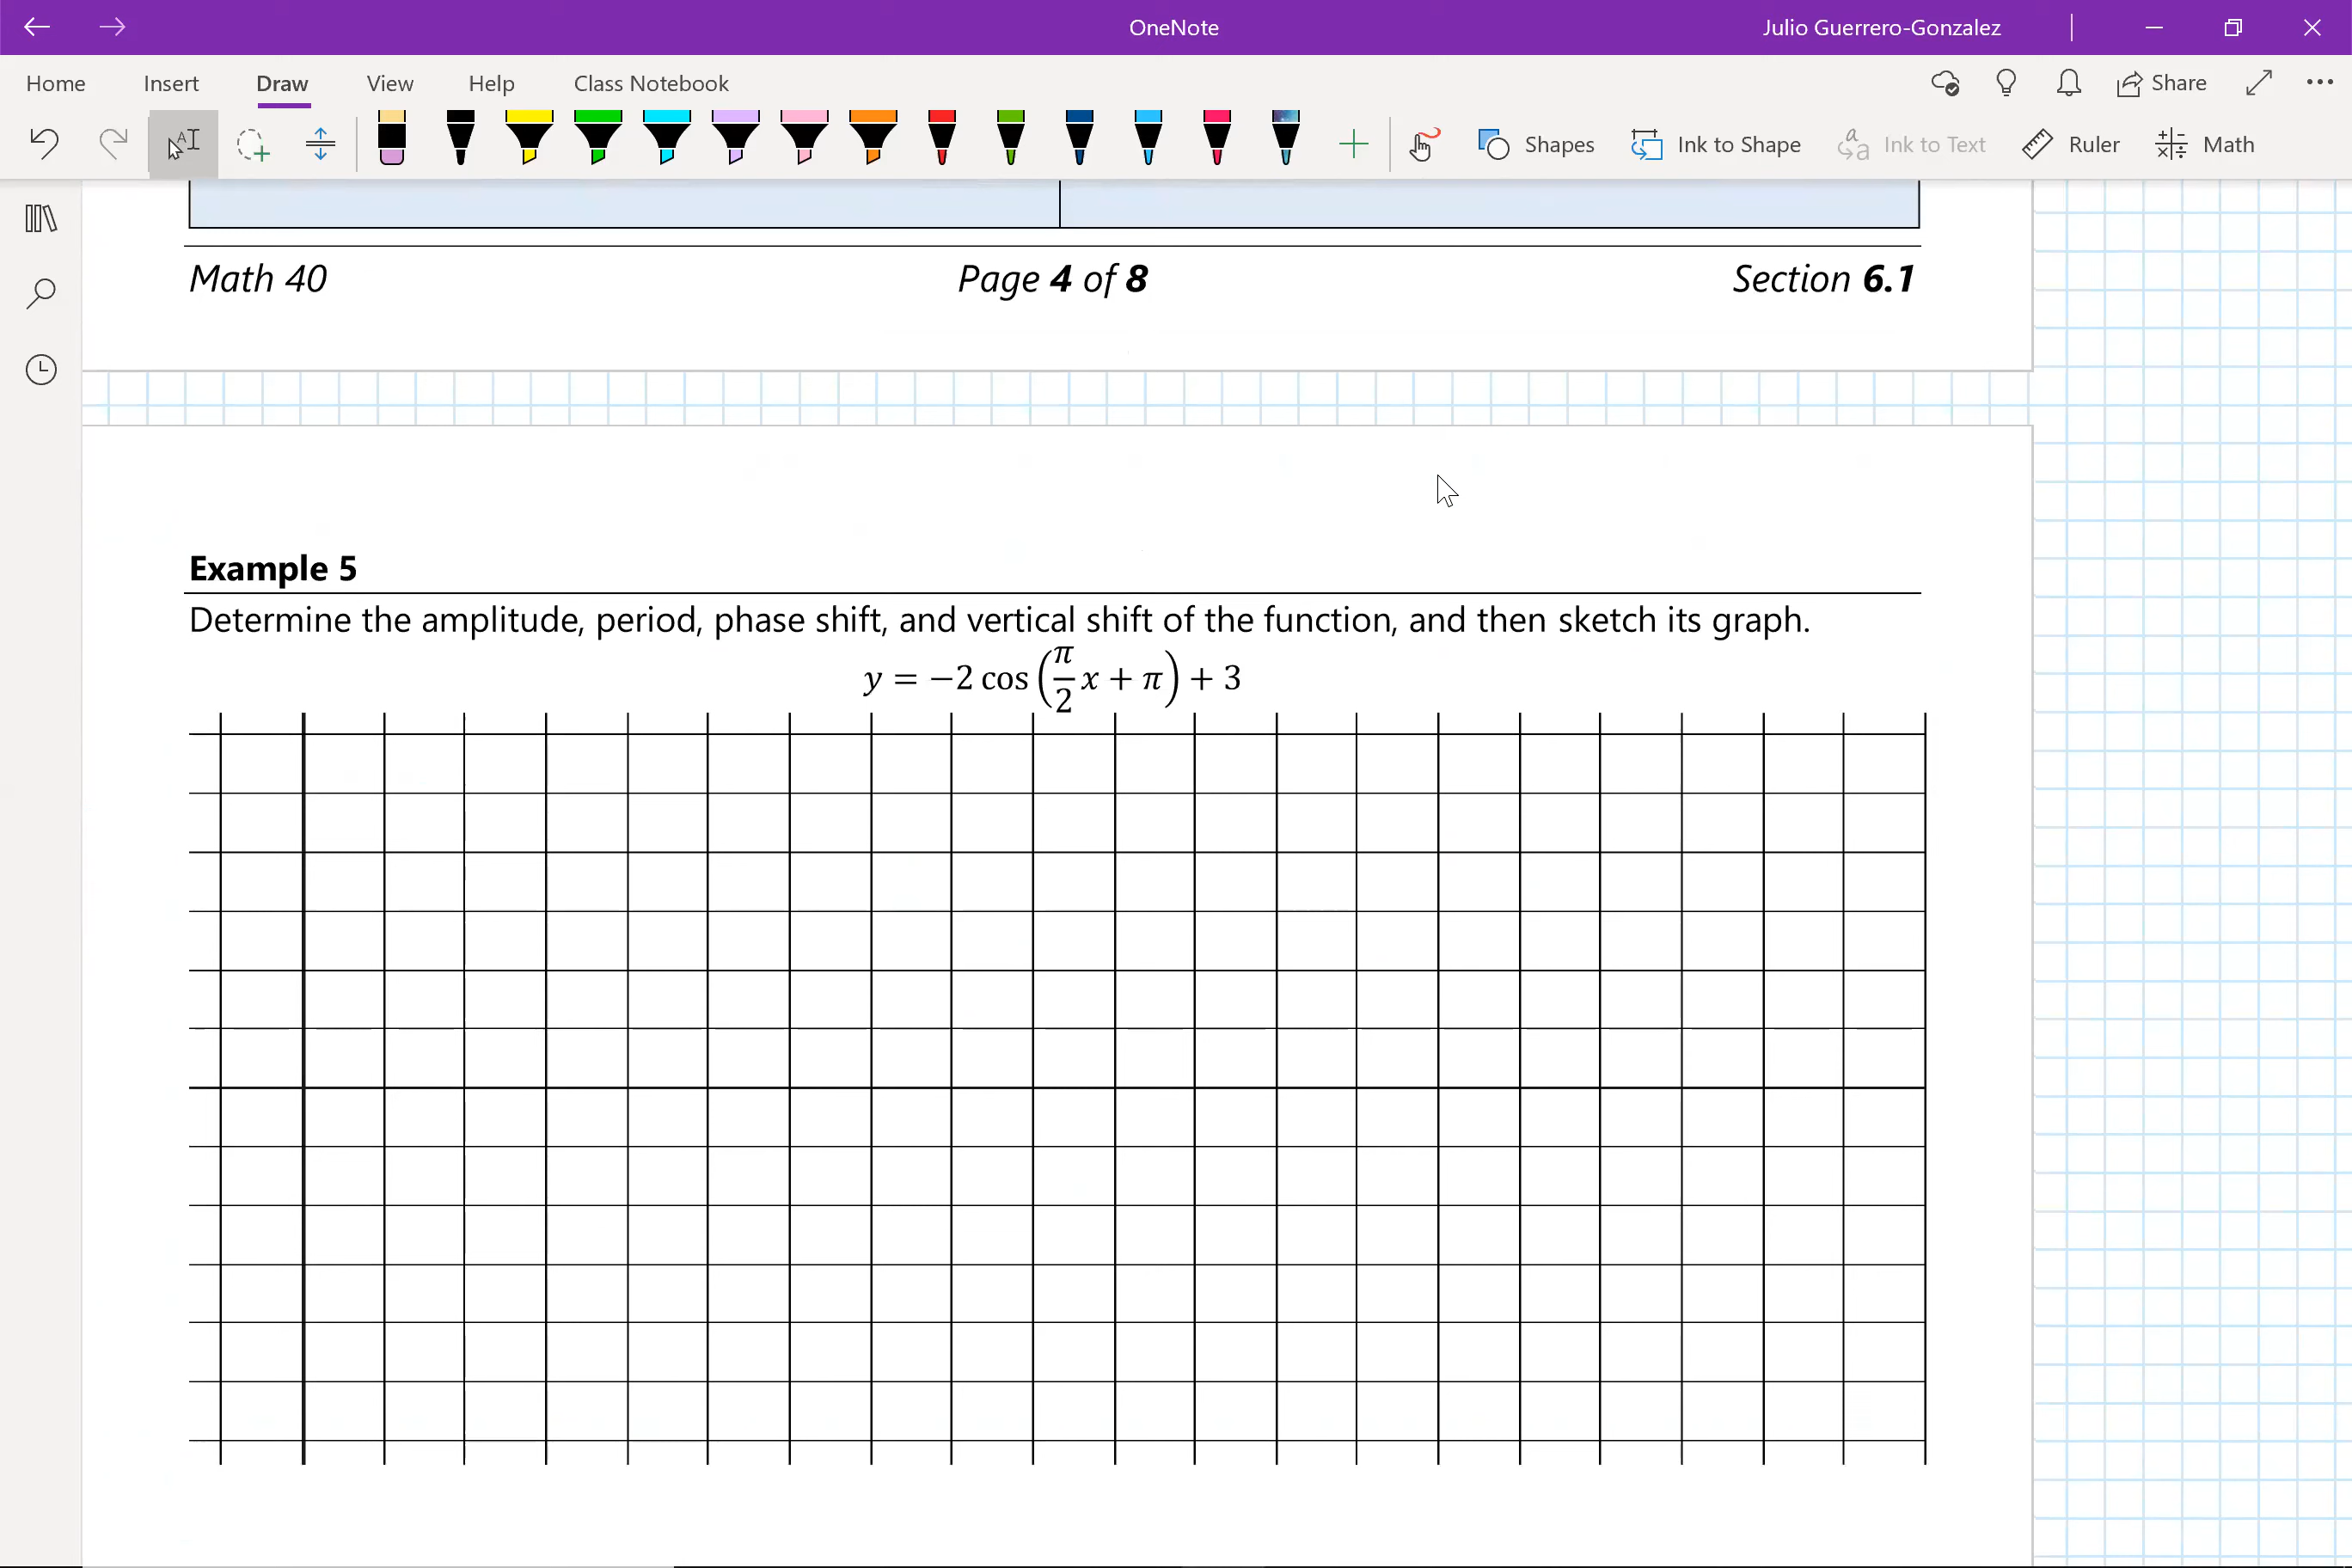 OneNote
Julio Guerrero-Gonzalez
Home Insert Draw View Help Class Notebook
Share
Shapes Ink to Shape Ink to Text Ruler Math
Math 40 Page 4 of 8 Section 6.1
Example 5
Determine the amplitude, period, phase shift, and vertical shift of the function, and then sketch its graph.
y = −2 cos (π/2 x + π) + 3